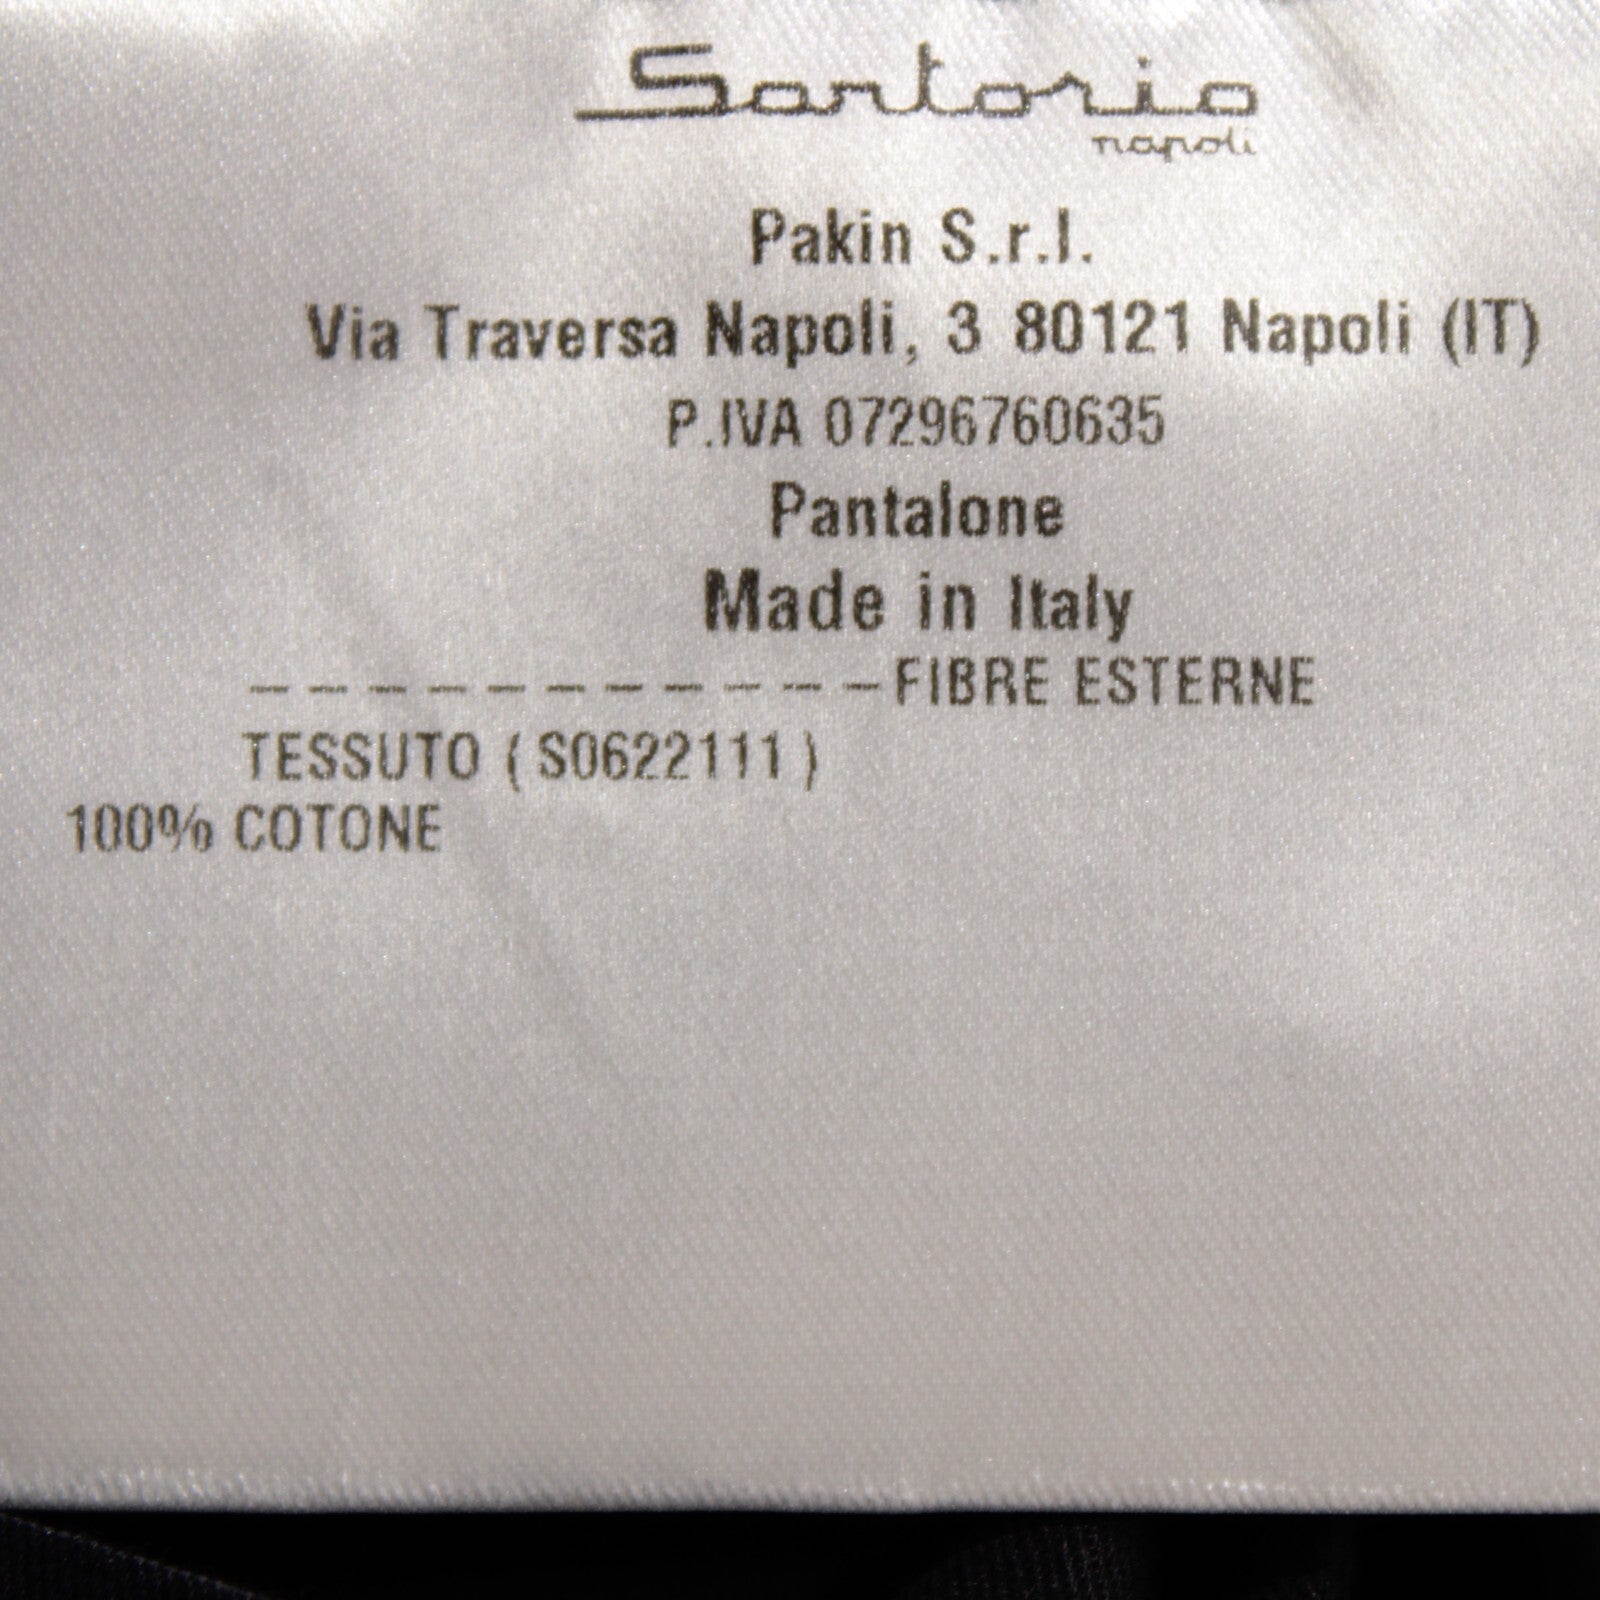 Sartorio
napoli
Pakin S.r.l.
Via Traversa Napoli, 3 80121 Napoli (IT)
P.IVA 07296760635
Pantalone
Made in Italy
-----------FIBRE ESTERNE
TESSUTO ( S0622111 )
100% COTONE